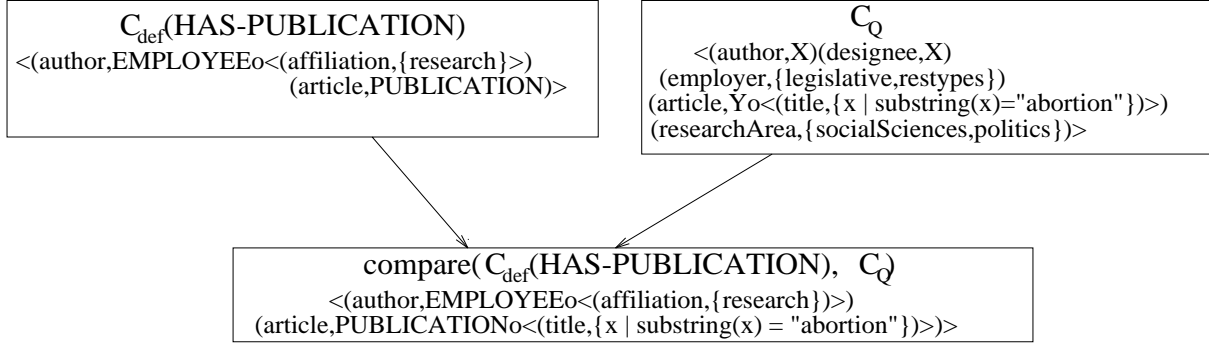 C_def(HAS-PUBLICATION)
<(author,EMPLOYEEo<(affiliation,{research}>)
(article,PUBLICATION)>
C_Q
<(author,X)(designee,X)
(employer,{legislative,restypes})
(article,Yo<(title,{x | substring(x)="abortion"})>)
(researchArea,{socialSciences,politics})>
compare( C_def(HAS-PUBLICATION), C_Q)
<(author,EMPLOYEEo<(affiliation,{research})>)
(article,PUBLICATIONo<(title,{x | substring(x) = "abortion"})>)>